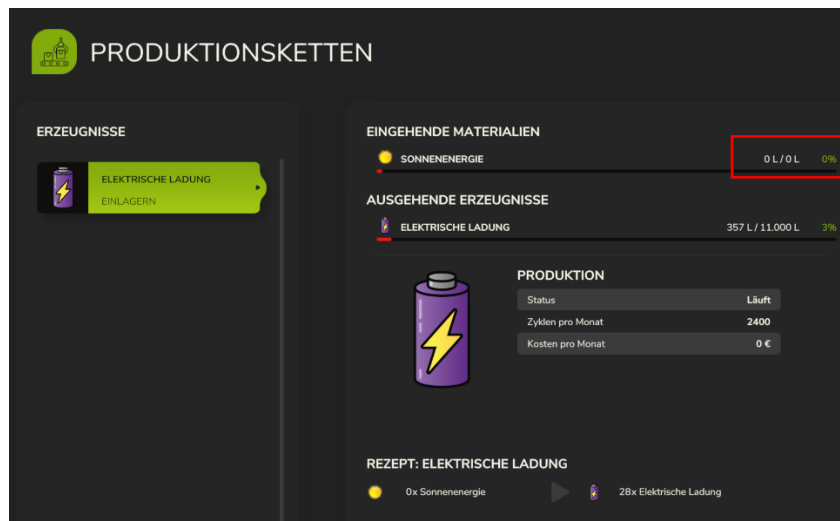 PRODUKTIONSKETTEN
ERZEUGNISSE
ELEKTRISCHE LADUNG
EINLAGERN
EINGEHENDE MATERIALIEN
SONNENENERGIE 0 L / 0 L 0%
AUSGEHENDE ERZEUGNISSE
ELEKTRISCHE LADUNG 357 L / 11.000 L 3%
PRODUKTION
Status Läuft
Zyklen pro Monat 2400
Kosten pro Monat 0 €
REZEPT: ELEKTRISCHE LADUNG
0x Sonnenenergie 28x Elektrische Ladung